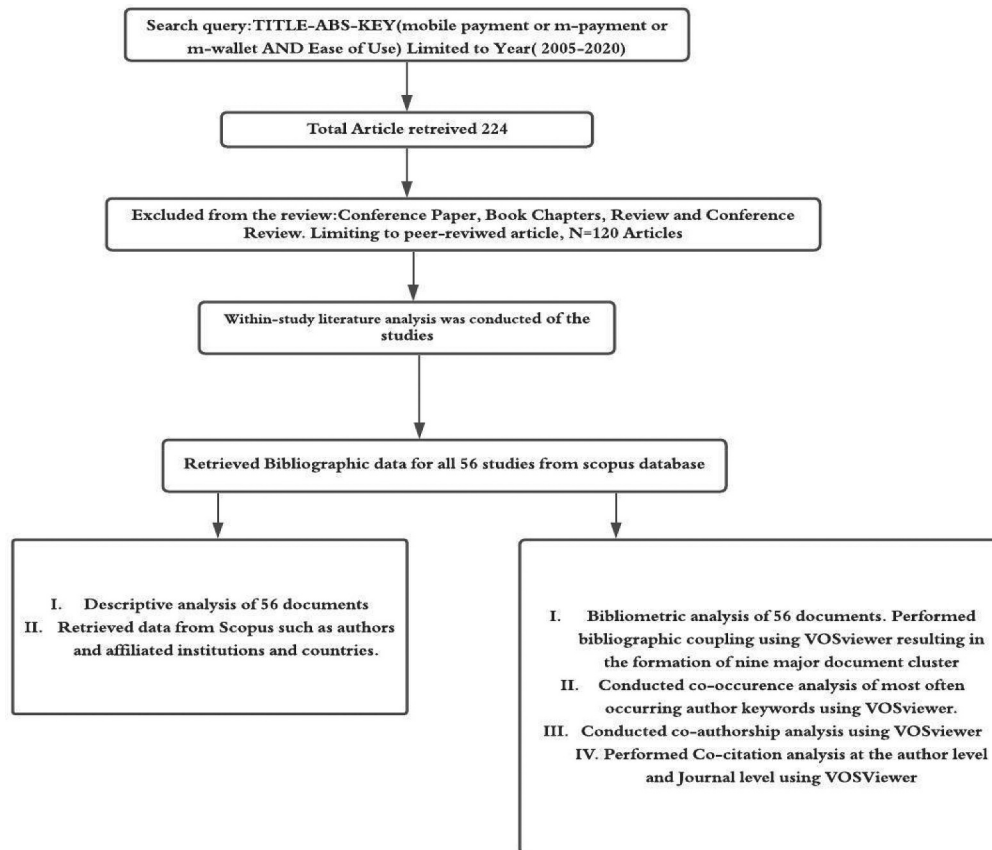 Search query:TITLE-ABS-KEY(mobile payment or m-payment or
m-wallet AND Ease of Use) Limited to Year( 2005-2020)
Total Article retreived 224
Excluded from the review:Conference Paper, Book Chapters, Review and Conference
Review. Limiting to peer-reviwed article, N=120 Articles
Within-study literature analysis was conducted of the
studies
Retrieved Bibliographic data for all 56 studies from scopus database
I. Descriptive analysis of 56 documents
II. Retrieved data from Scopus such as authors
and affiliated institutions and countries.
I. Bibliometric analysis of 56 documents. Performed
bibliographic coupling using VOSviewer resulting in
the formation of nine major document cluster
II. Conducted co-occurence analysis of most often
occurring author keywords using VOSviewer.
III. Conducted co-authorship analysis using VOSviewer
IV. Performed Co-citation analysis at the author level
and Journal level using VOSViewer